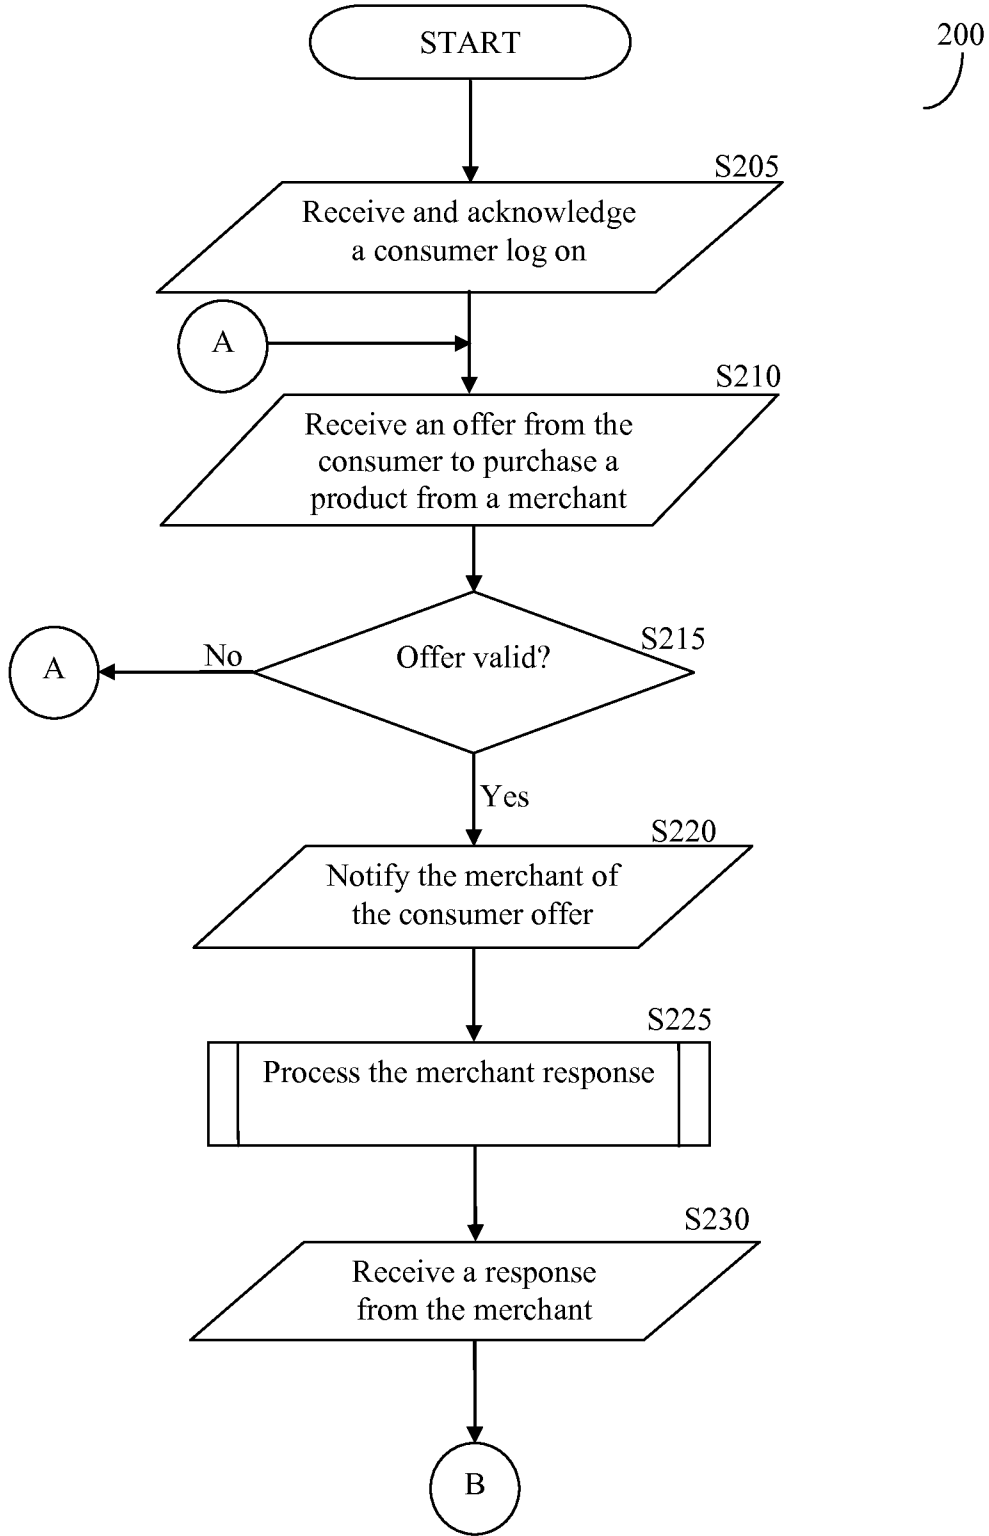 START
200
S205
Receive and acknowledge
a consumer log on
A
S210
Receive an offer from the
consumer to purchase a
product from a merchant
S215
Offer valid?
No
A
Yes
S220
Notify the merchant of
the consumer offer
S225
Process the merchant response
S230
Receive a response
from the merchant
B